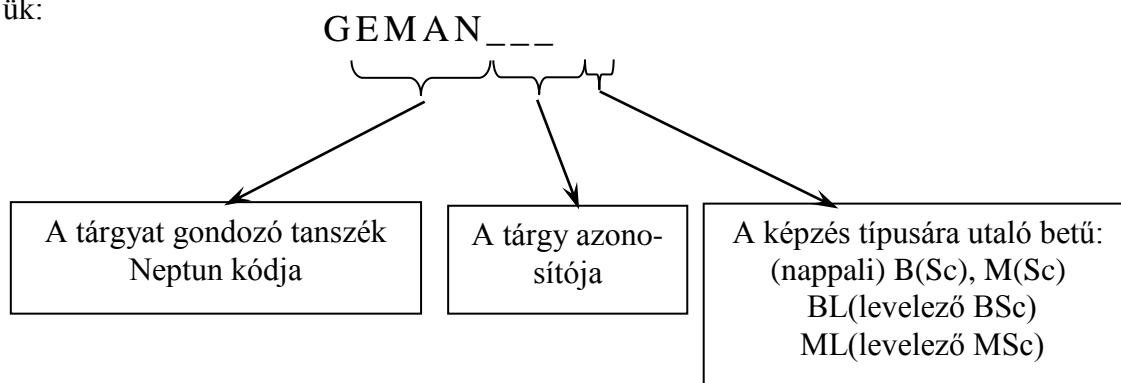 ük:
GEMAN___
A tárgyat gondozó tanszék
Neptun kódja
A tárgy azono-
sítója
A képzés típusára utaló betű:
(nappali) B(Sc), M(Sc)
BL(levelező BSc)
ML(levelező MSc)